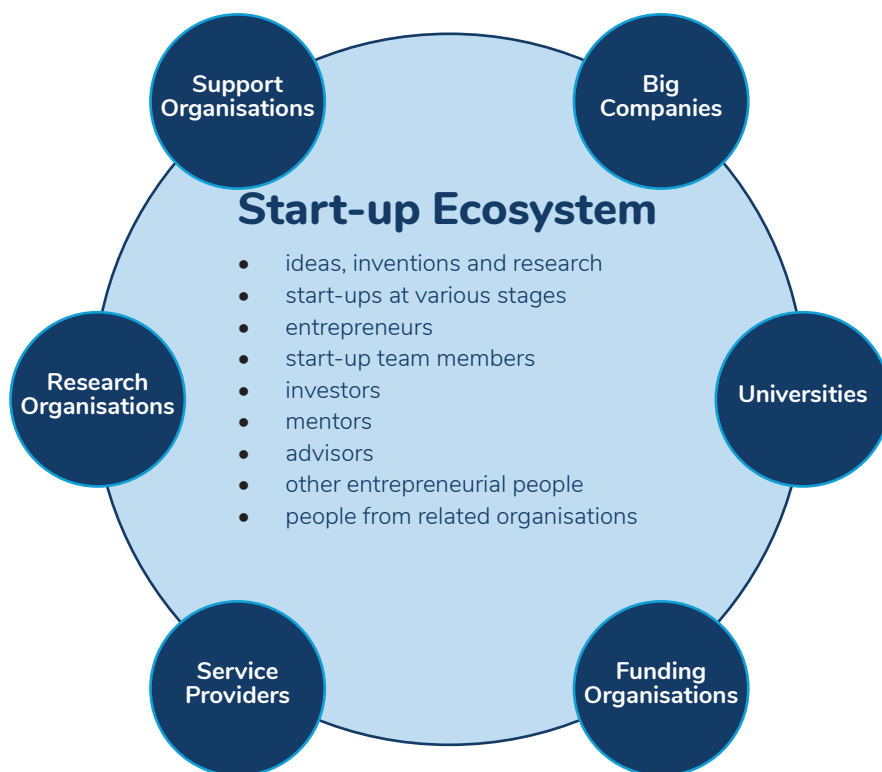 Support
Organisations
Big
Companies
Start-up Ecosystem
• ideas, inventions and research
• start-ups at various stages
• entrepreneurs
• start-up team members
• investors
• mentors
• advisors
• other entrepreneurial people
• people from related organisations
Research
Organisations
Universities
Service
Providers
Funding
Organisations